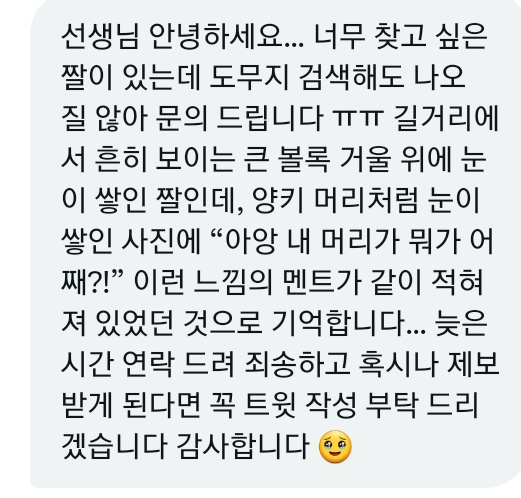 선생님 안녕하세요... 너무 찾고 싶은
짤이 있는데 도무지 검색해도 나오
질 않아 문의 드립니다 ㅠㅠ 길거리에
서 흔히 보이는 큰 볼록 거울 위에 눈
이 쌓인 짤인데, 양키 머리처럼 눈이
쌓인 사진에 “아앙 내 머리가 뭐가 어
째?!” 이런 느낌의 멘트가 같이 적혀
져 있었던 것으로 기억합니다... 늦은
시간 연락 드려 죄송하고 혹시나 제보
받게 된다면 꼭 트윗 작성 부탁 드리
겠습니다 감사합니다 🥹